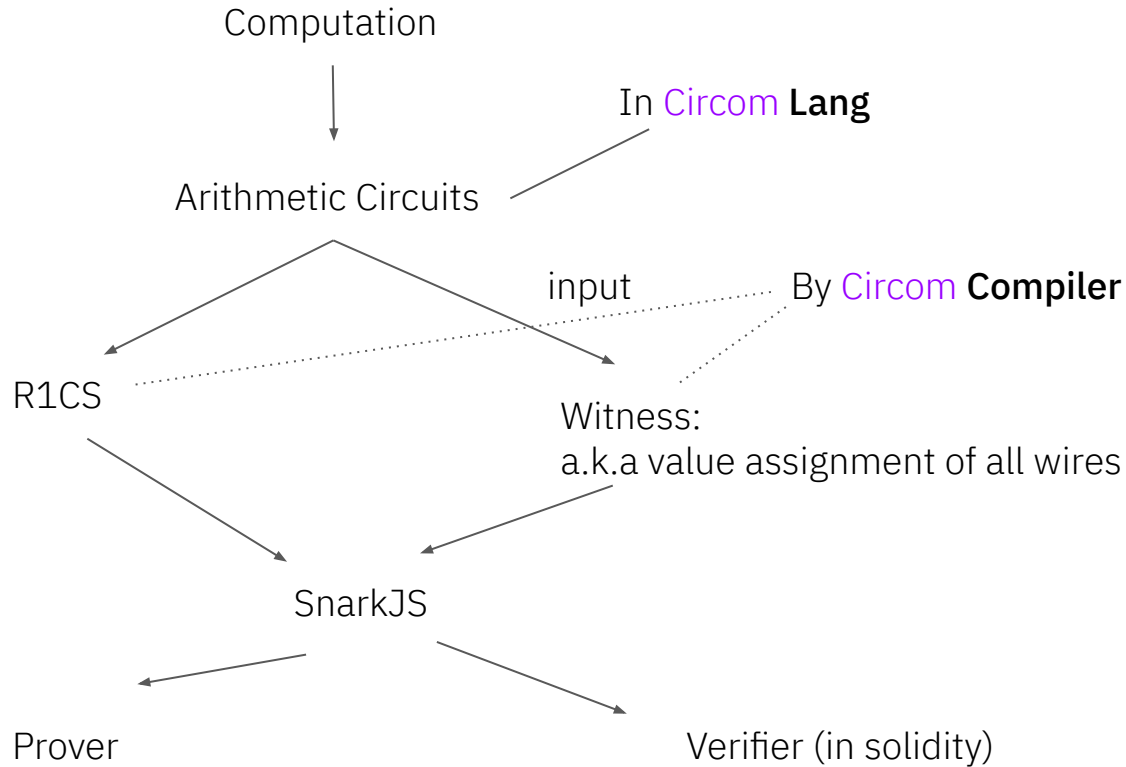 Computation
In Circom Lang
Arithmetic Circuits
input
By Circom Compiler
R1CS
Witness:
a.k.a value assignment of all wires
SnarkJS
Prover
Verifier (in solidity)